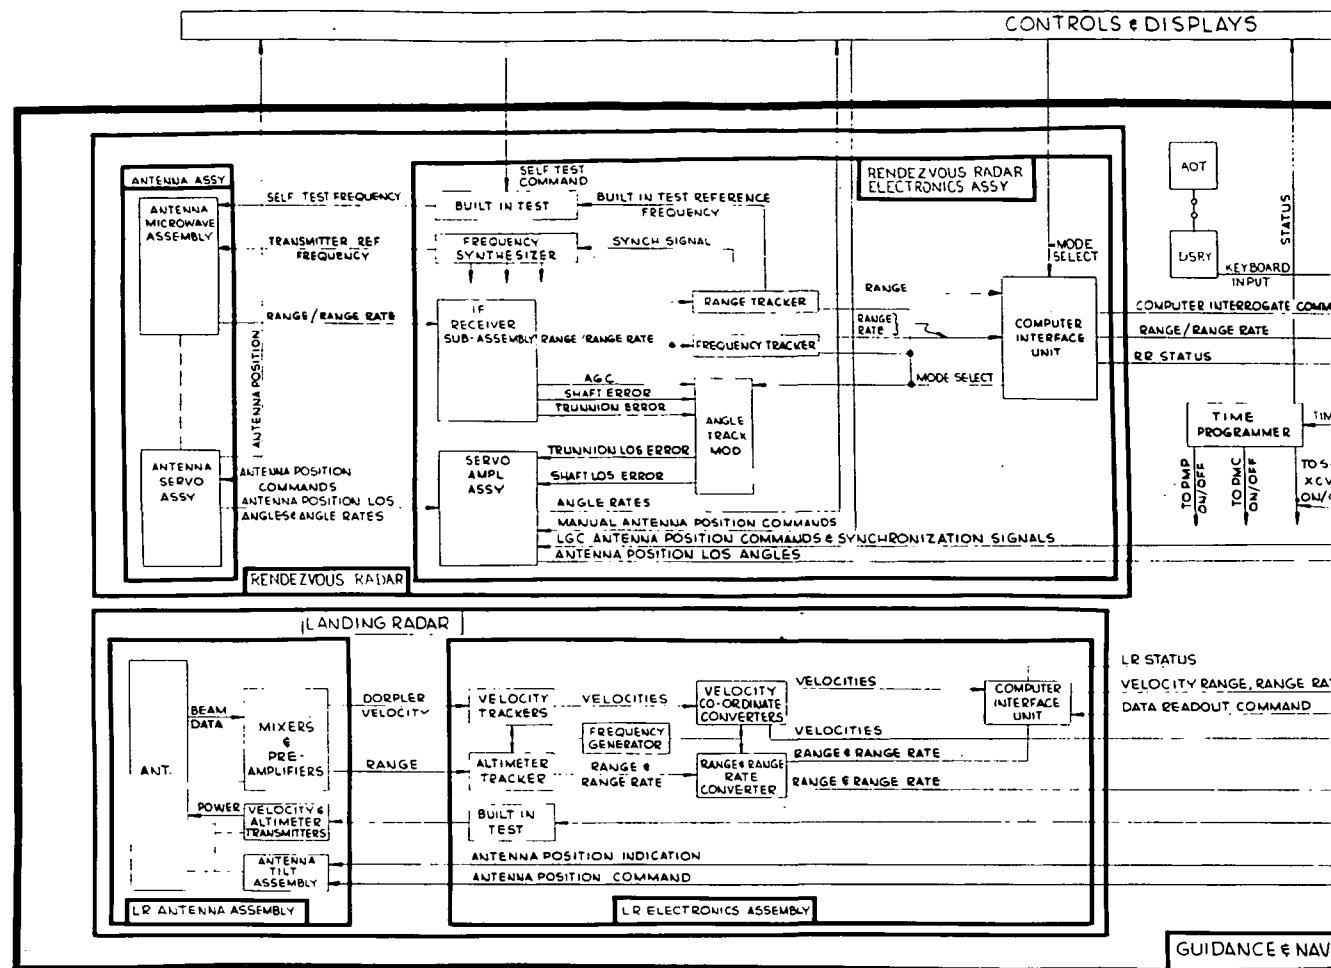 CONTROLS & DISPLAYS
ANTENNA ASSY
ANTENNA
MICROWAVE
ASSEMBLY
SELF TEST FREQUENCY
TRANSMITTER REF
FREQUENCY
RANGE/RANGE RATE
ANTENNA POSITION
ANTENNA
SERVO
ASSY
ANTENNA POSITION
COMMANDS
ANTENNA POSITION LOS
ANGLES & ANGLE RATES
RENDEZVOUS RADAR
SELF TEST
COMMAND
BUILT IN TEST
BUILT IN TEST REFERENCE
FREQUENCY
FREQUENCY
SYNTHESIZER
SYNCH SIGNAL
RENDEZVOUS RADAR
ELECTRONICS ASSY
IF
RECEIVER
SUB-ASSEMBLY
RANGE/RANGE RATE
RANGE TRACKER
FREQUENCY TRACKER
RANGE
RANGE
RATE
MODE SELECT
MODE
SELECT
COMPUTER
INTERFACE
UNIT
AGC
SHAFT ERROR
TRUNNION ERROR
ANGLE
TRACK
MOD
SERVO
AMPL
ASSY
TRUNNION LOS ERROR
SHAFT LOS ERROR
ANGLE RATES
MANUAL ANTENNA POSITION COMMANDS
LGC ANTENNA POSITION COMMANDS & SYNCHRONIZATION SIGNALS
ANTENNA POSITION LOS ANGLES
AOT
DSRY
KEYBOARD
INPUT
STATUS
COMPUTER INTERROGATE COMM
RANGE/RANGE RATE
RR STATUS
TIME
PROGRAMMER
TIM
TO PMP
ON/OFF
TO PMC
ON/OFF
TO S-
XCV
ON/O
LANDING RADAR
ANT.
BEAM
DATA
MIXERS
&
PRE-
AMPLIFIERS
POWER
VELOCITY &
ALTIMETER
TRANSMITTERS
ANTENNA
TILT
ASSEMBLY
LR ANTENNA ASSEMBLY
DORPLER
VELOCITY
RANGE
VELOCITY
TRACKERS
ALTIMETER
TRACKER
BUILT IN
TEST
VELOCITIES
FREQUENCY
GENERATOR
RANGE &
RANGE RATE
VELOCITY
CO-ORDINATE
CONVERTERS
RANGE & RANGE
RATE
CONVERTER
VELOCITIES
VELOCITIES
RANGE & RANGE RATE
RANGE & RANGE RATE
COMPUTER
INTERFACE
UNIT
ANTENNA POSITION INDICATION
ANTENNA POSITION COMMAND
LR ELECTRONICS ASSEMBLY
LR STATUS
VELOCITY RANGE, RANGE RA
DATA READOUT COMMAND
GUIDANCE & NAV